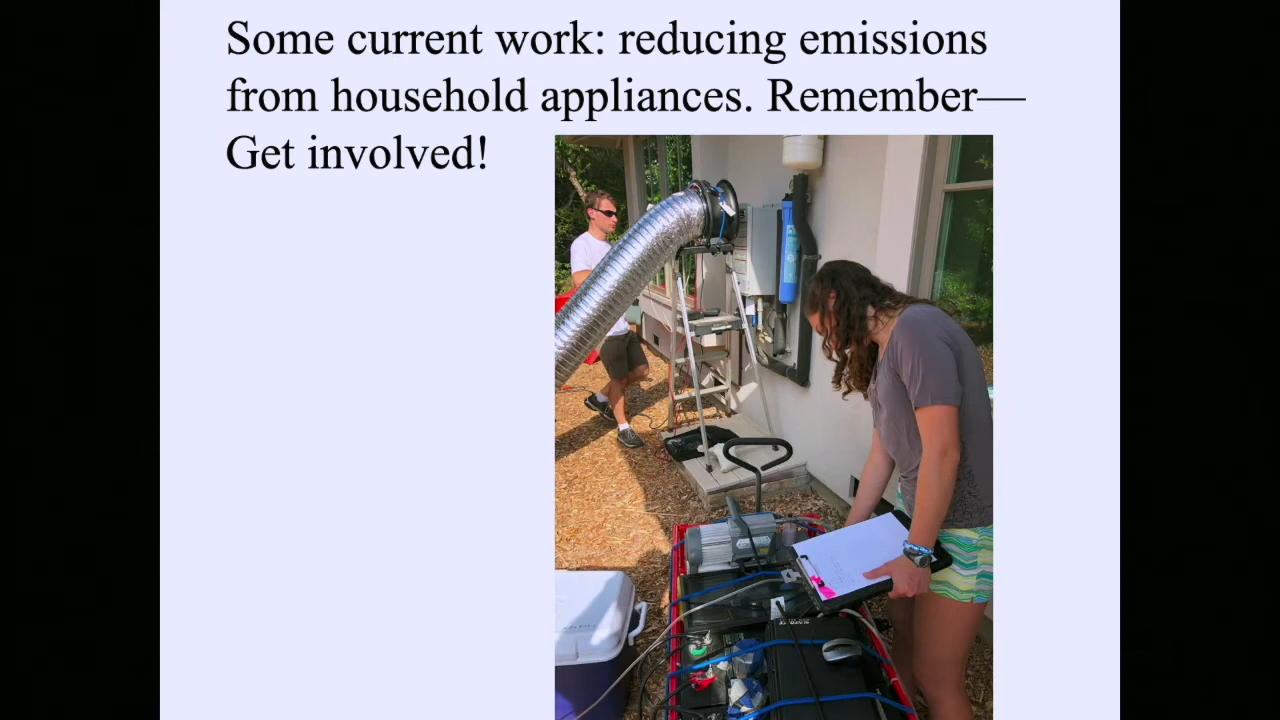 Some current work: reducing emissions
from household appliances. Remember—
Get involved!